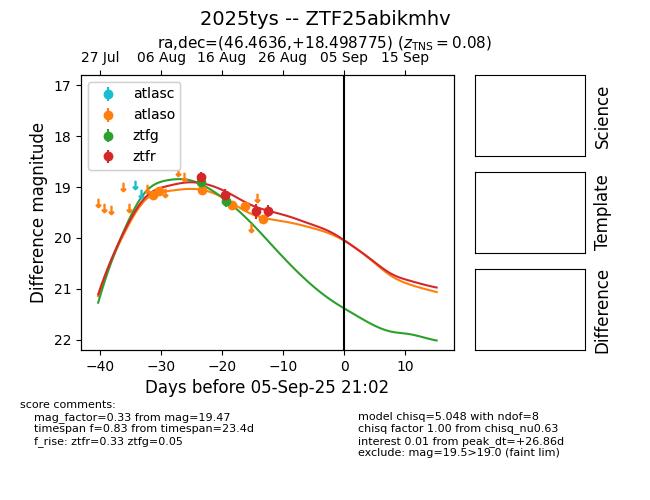 2025tys -- ZTF25abikmhv
ra,dec=(46.4636,+18.498775) (z_TNS = 0.08)
27 Jul 06 Aug 16 Aug 26 Aug 05 Sep 15 Sep
atlasc
atlaso
ztfg
ztfr
17
18
19
20
21
22
Difference magnitude
−40 −30 −20 −10 0 10
Days before 05-Sep-25 21:02
Science
Template
Difference
score comments:
mag_factor=0.33 from mag=19.47
timespan f=0.83 from timespan=23.4d
f_rise: ztfr=0.33 ztfg=0.05
model chisq=5.048 with ndof=8
chisq factor 1.00 from chisq_nu0.63
interest 0.01 from peak_dt=+26.86d
exclude: mag=19.5>19.0 (faint lim)